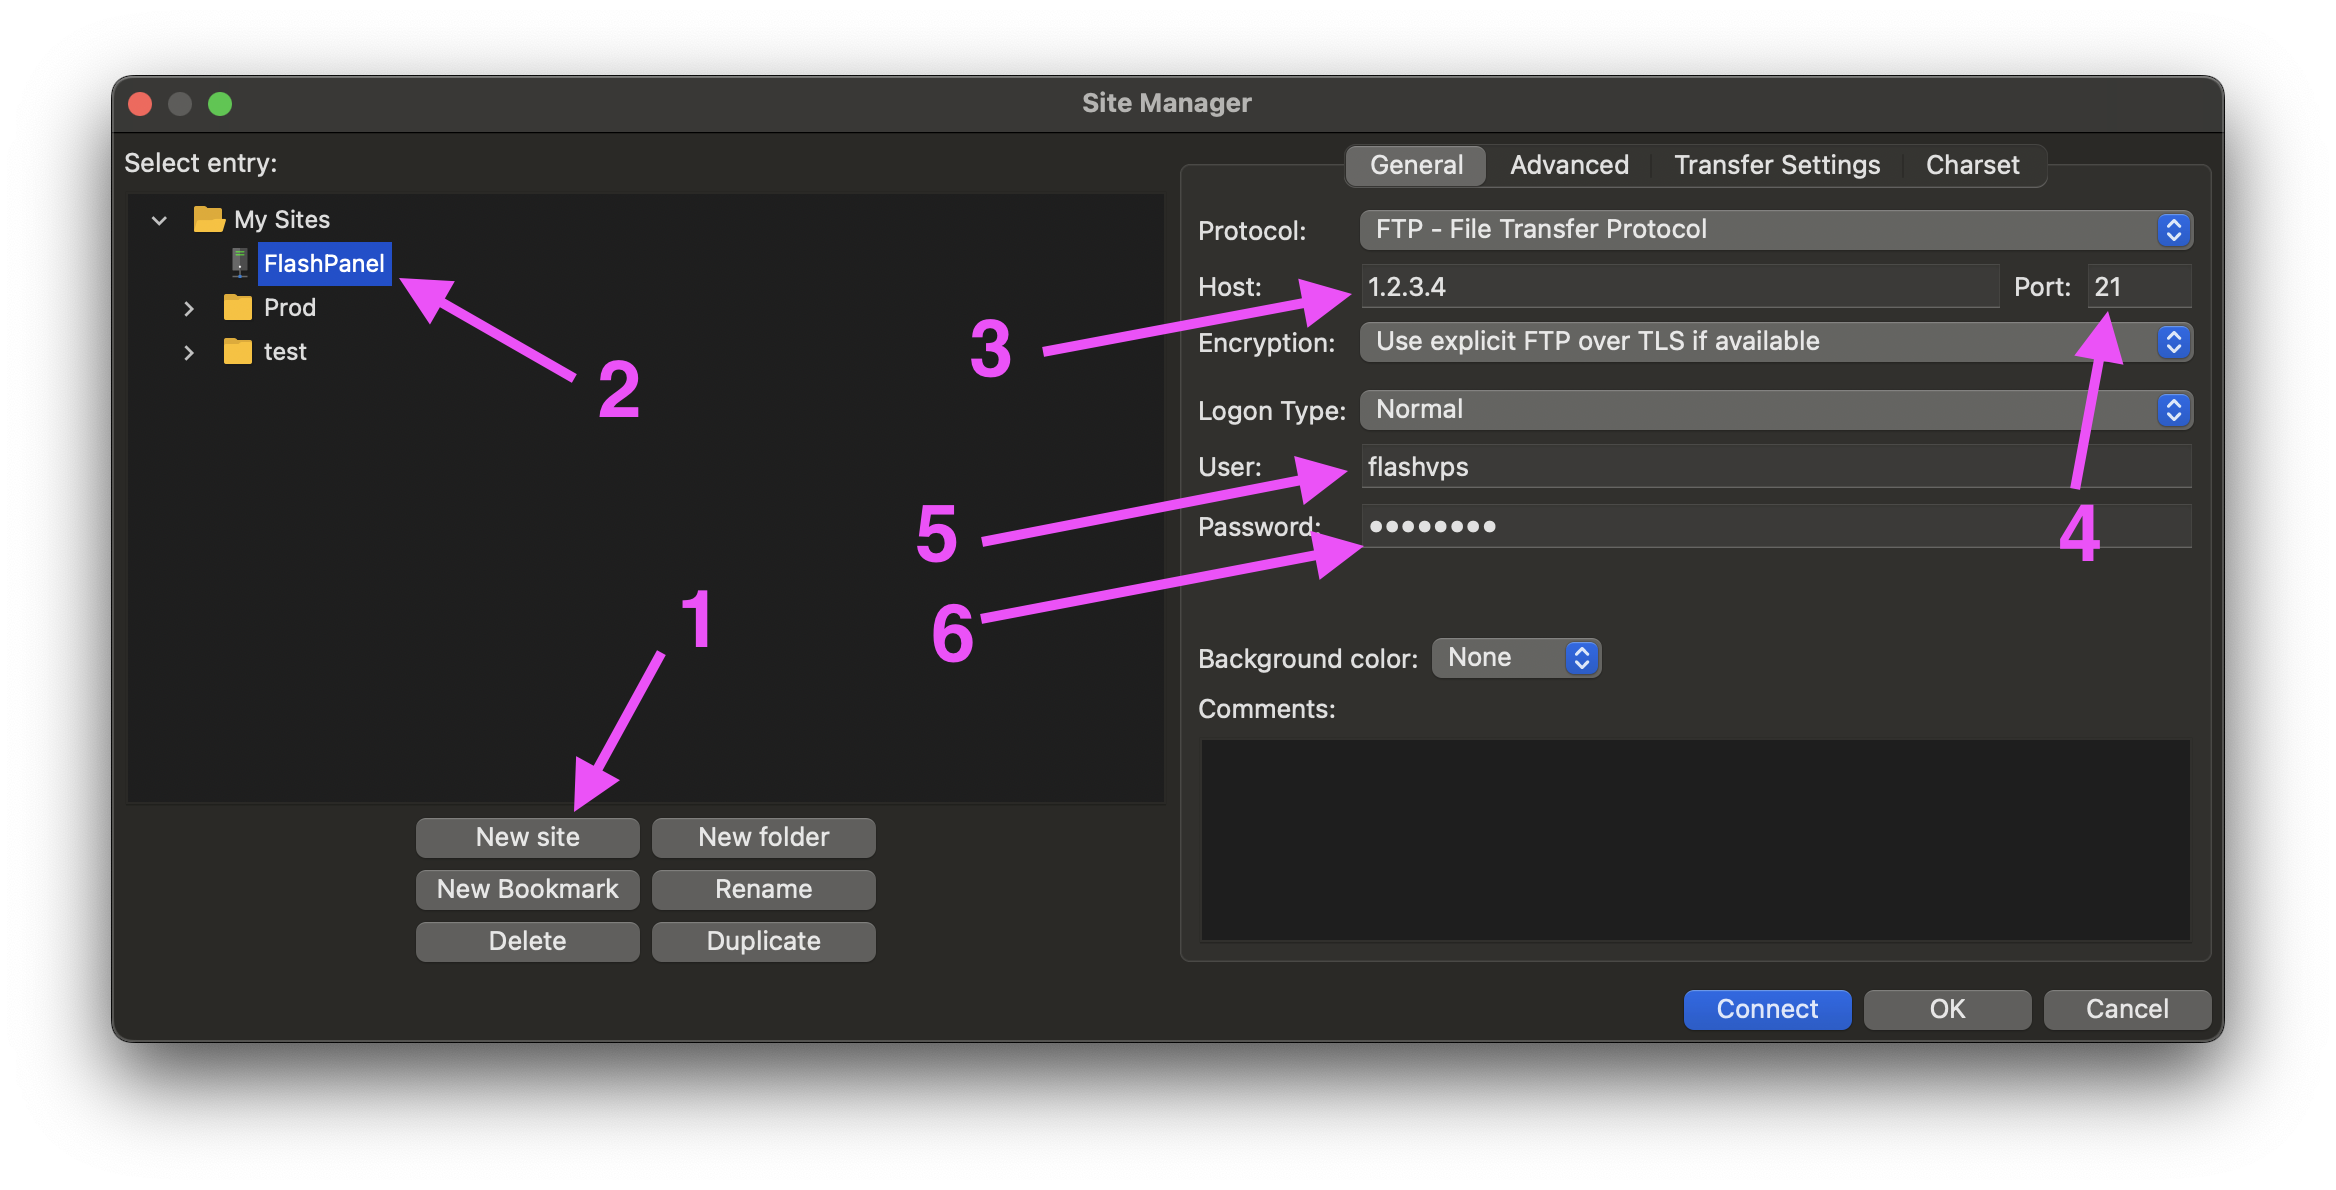 Site Manager
Select entry:
My Sites
FlashPanel
Prod
test
2
1
New site
New folder
New Bookmark
Rename
Delete
Duplicate
General
Advanced
Transfer Settings
Charset
Protocol:
FTP - File Transfer Protocol
Host:
1.2.3.4
Port:
21
3
Encryption:
Use explicit FTP over TLS if available
Logon Type:
Normal
User:
flashvps
5
Password:
••••••••
4
6
Background color:
None
Comments:
Connect
OK
Cancel